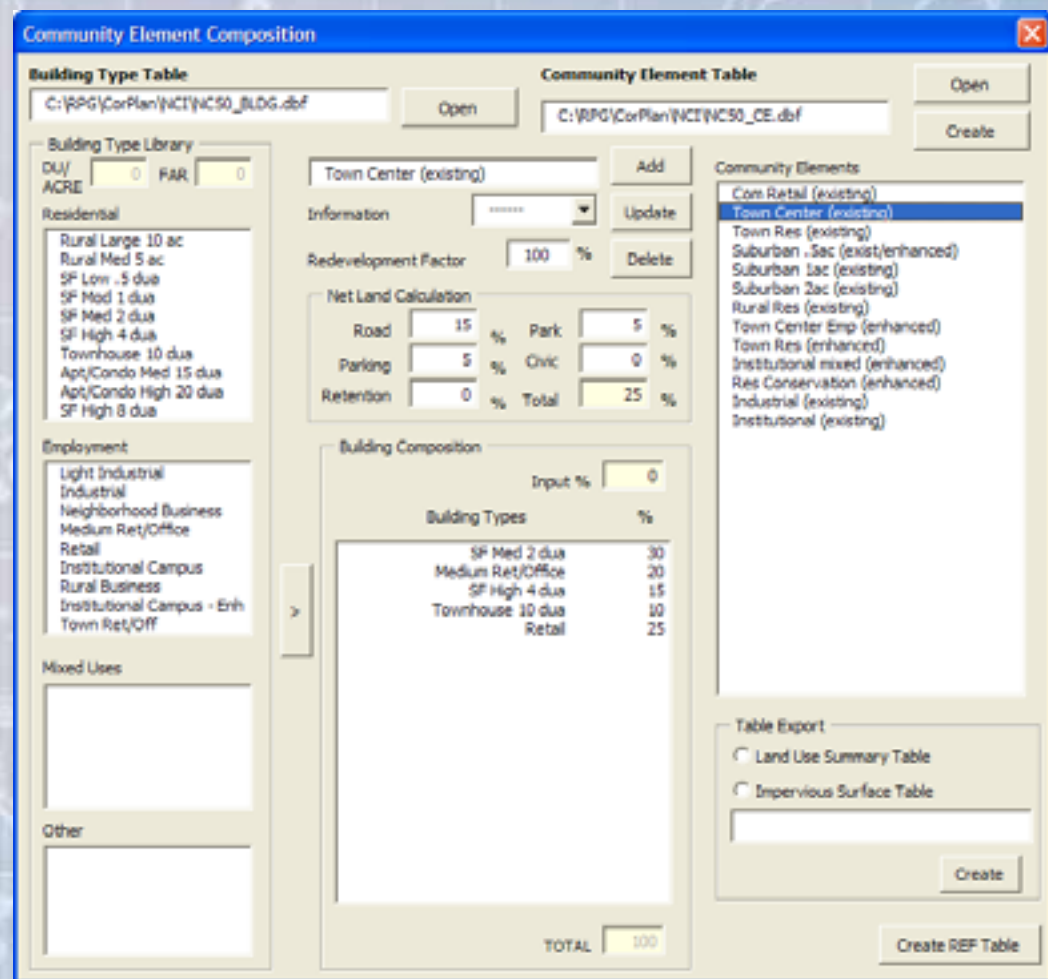 Community Element Composition
Building Type Table
C:\RPG\CorPlan\NCI\NC50_BLDG.dbf
Open
Community Element Table
C:\RPG\CorPlan\NCI\NC50_CE.dbf
Open
Create
Building Type Library
DU/
ACRE
0
FAR
0
Residential
Rural Large 10 ac
Rural Med 5 ac
SF Low .5 dua
SF Mod 1 dua
SF Med 2 dua
SF High 4 dua
Townhouse 10 dua
Apt/Condo Med 15 dua
Apt/Condo High 20 dua
SF High 8 dua
Employment
Light Industrial
Industrial
Neighborhood Business
Medium Ret/Office
Retail
Institutional Campus
Rural Business
Institutional Campus - Enh
Town Ret/Off
Mixed Uses
Other
>
Town Center (existing)
Add
Information
------
Update
Redevelopment Factor
100 %
Delete
Net Land Calculation
Road 15 % Park 5 %
Parking 5 % Civic 0 %
Retention 0 % Total 25 %
Building Composition
Input % 0
Building Types %
SF Med 2 dua 30
Medium Ret/Office 20
SF High 4 dua 15
Townhouse 10 dua 10
Retail 25
TOTAL 100
Community Elements
Com Retail (existing)
Town Center (existing)
Town Res (existing)
Suburban .5ac (exist/enhanced)
Suburban 1ac (existing)
Suburban 2ac (existing)
Rural Res (existing)
Town Center Emp (enhanced)
Town Res (enhanced)
Institutional mixed (enhanced)
Res Conservation (enhanced)
Industrial (existing)
Institutional (existing)
Table Export
Land Use Summary Table
Impervious Surface Table
Create
Create REF Table